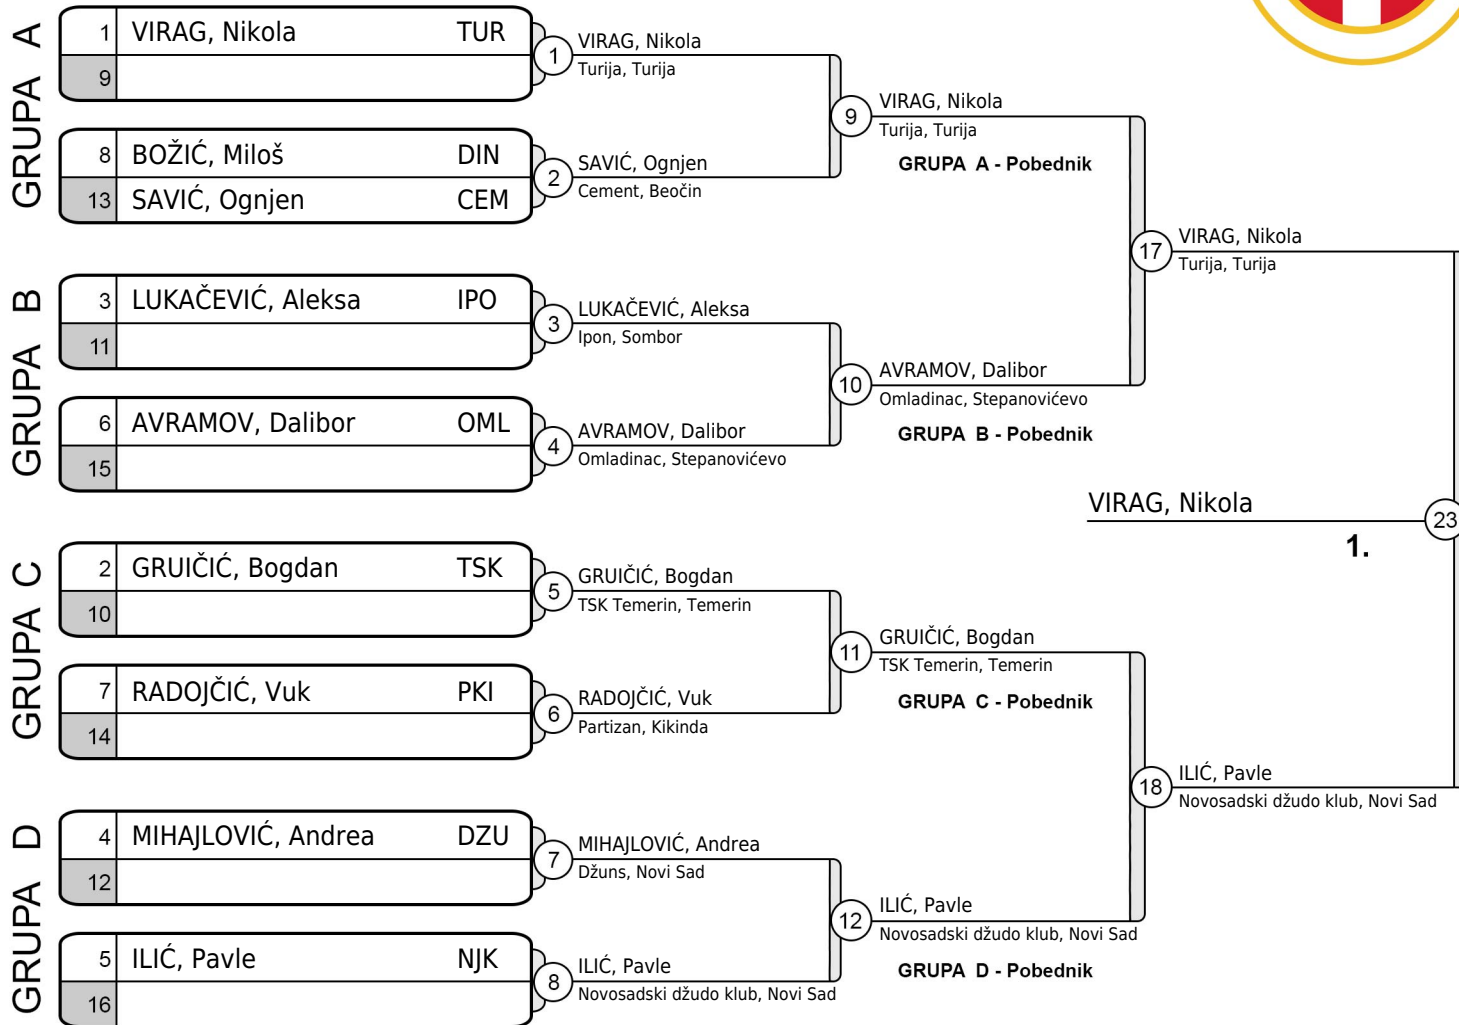 GRUPA A
1 VIRAG, Nikola TUR
9
8 BOŽIĆ, Miloš DIN
13 SAVIĆ, Ognjen CEM
1
VIRAG, Nikola
Turija, Turija
2
SAVIĆ, Ognjen
Cement, Beočin
9
VIRAG, Nikola
Turija, Turija
GRUPA A - Pobednik
GRUPA B
3 LUKAČEVIĆ, Aleksa IPO
11
6 AVRAMOV, Dalibor OML
15
3
LUKAČEVIĆ, Aleksa
Ipon, Sombor
4
AVRAMOV, Dalibor
Omladinac, Stepanovićevo
10
AVRAMOV, Dalibor
Omladinac, Stepanovićevo
GRUPA B - Pobednik
17
VIRAG, Nikola
Turija, Turija
GRUPA C
2 GRUIČIĆ, Bogdan TSK
10
7 RADOJČIĆ, Vuk PKI
14
5
GRUIČIĆ, Bogdan
TSK Temerin, Temerin
6
RADOJČIĆ, Vuk
Partizan, Kikinda
11
GRUIČIĆ, Bogdan
TSK Temerin, Temerin
GRUPA C - Pobednik
GRUPA D
4 MIHAJLOVIĆ, Andrea DZU
12
5 ILIĆ, Pavle NJK
16
7
MIHAJLOVIĆ, Andrea
Džuns, Novi Sad
8
ILIĆ, Pavle
Novosadski džudo klub, Novi Sad
12
ILIĆ, Pavle
Novosadski džudo klub, Novi Sad
GRUPA D - Pobednik
18
ILIĆ, Pavle
Novosadski džudo klub, Novi Sad
VIRAG, Nikola
23
1.